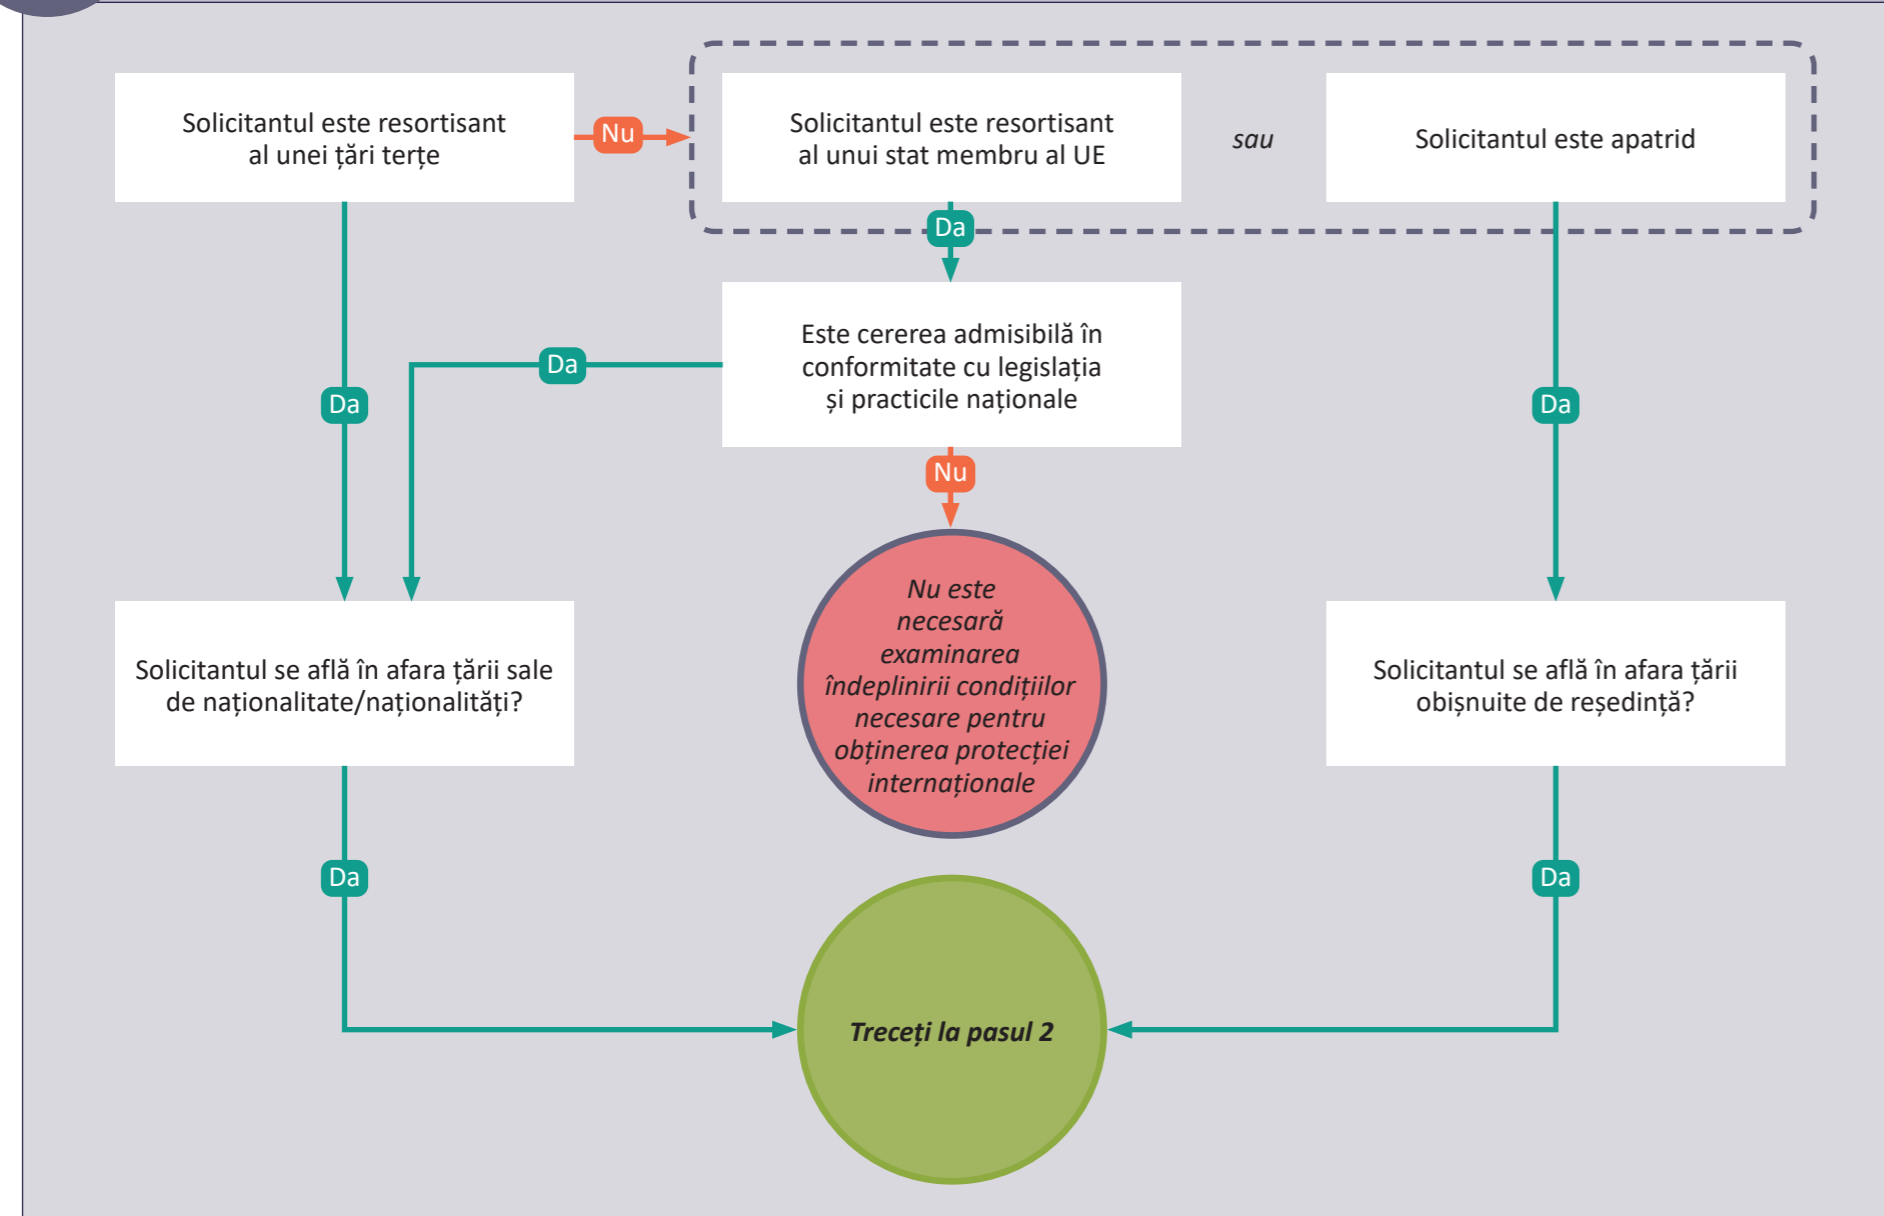 Solicitantul este resortisant
al unei țări terțe
Nu
Solicitantul este resortisant
al unui stat membru al UE
sau
Solicitantul este apatrid
Da
Este cererea admisibilă în
conformitate cu legislația
și practicile naționale
Da
Da
Da
Nu
Nu este
necesară
examinarea
îndeplinirii condițiilor
necesare pentru
obținerea protecției
internaționale
Solicitantul se află în afara țării sale
de naționalitate/naționalități?
Solicitantul se află în afara țării
obișnuite de reședință?
Da
Da
Treceți la pasul 2